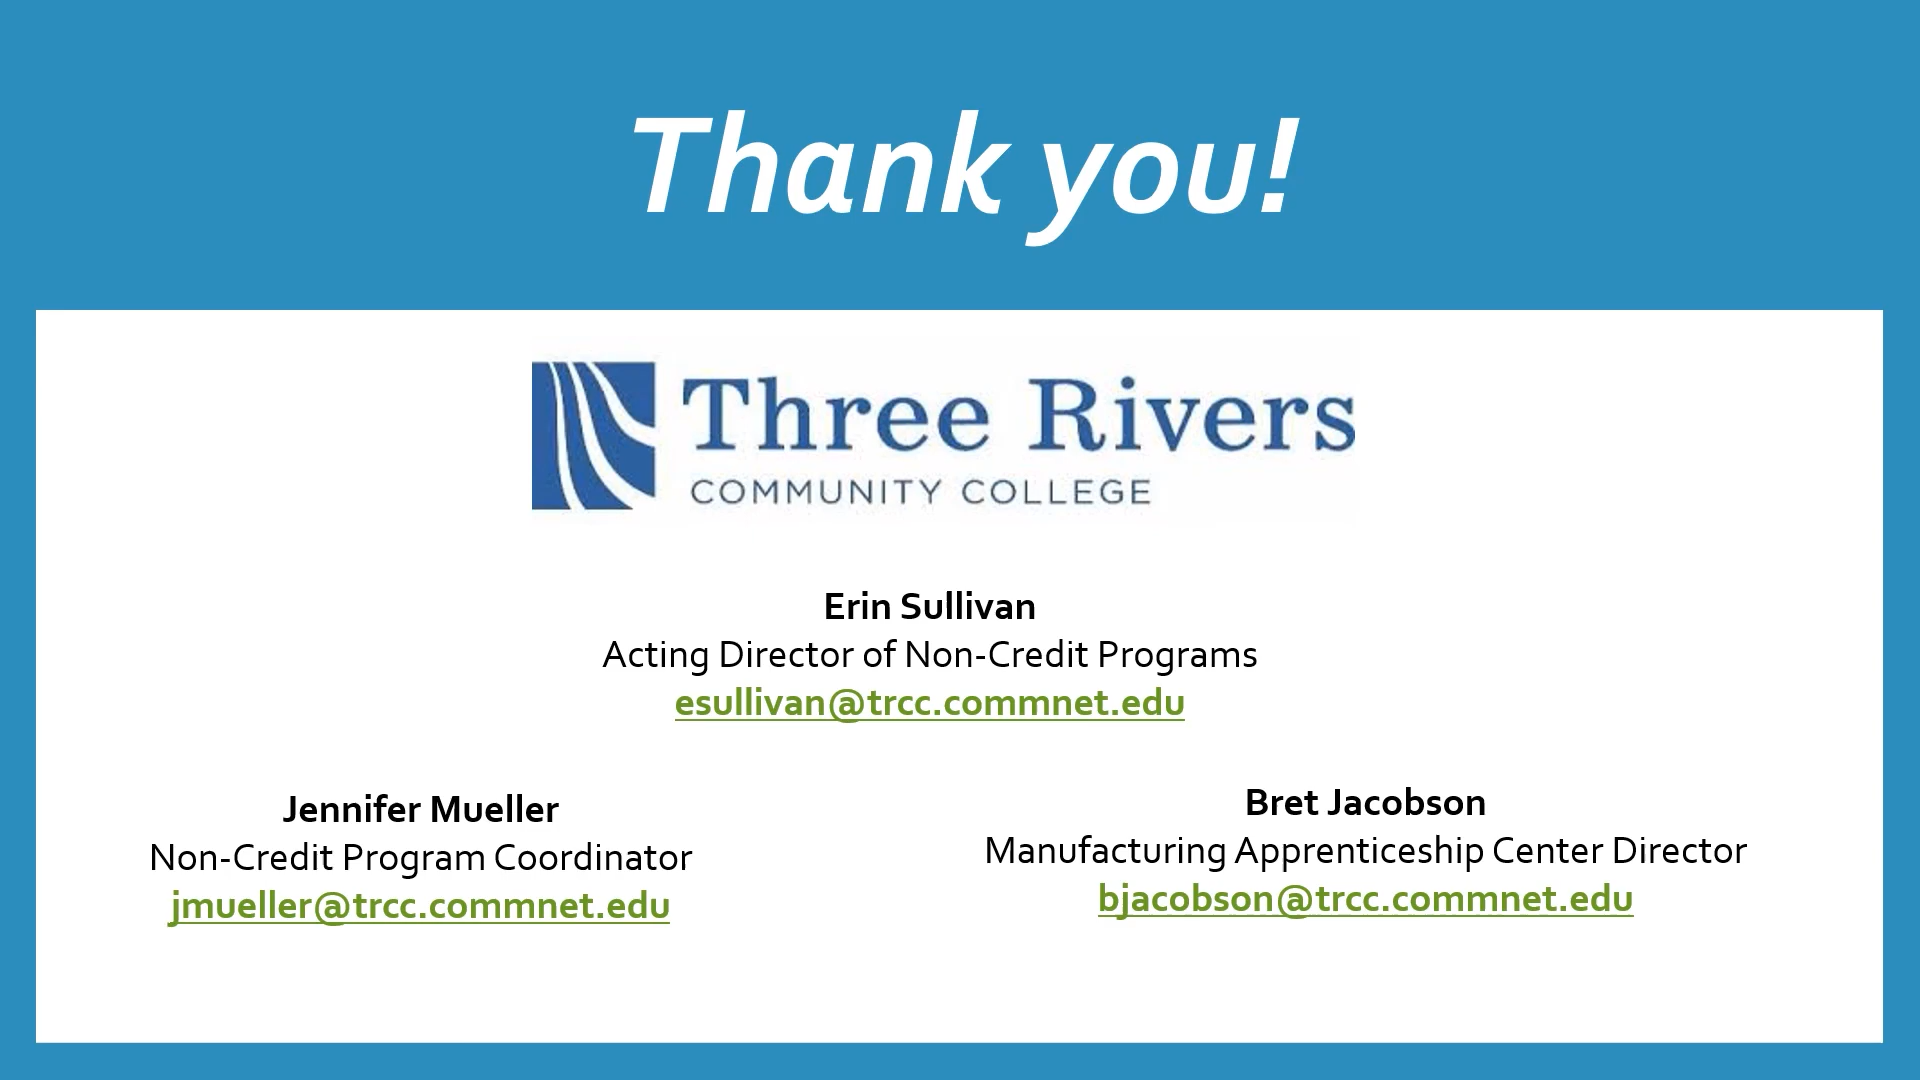 Thank you!
Three Rivers
COMMUNITY COLLEGE
Erin Sullivan
Acting Director of Non-Credit Programs
esullivan@trcc.commnet.edu
Jennifer Mueller
Non-Credit Program Coordinator
jmueller@trcc.commnet.edu
Bret Jacobson
Manufacturing Apprenticeship Center Director
bjacobson@trcc.commnet.edu